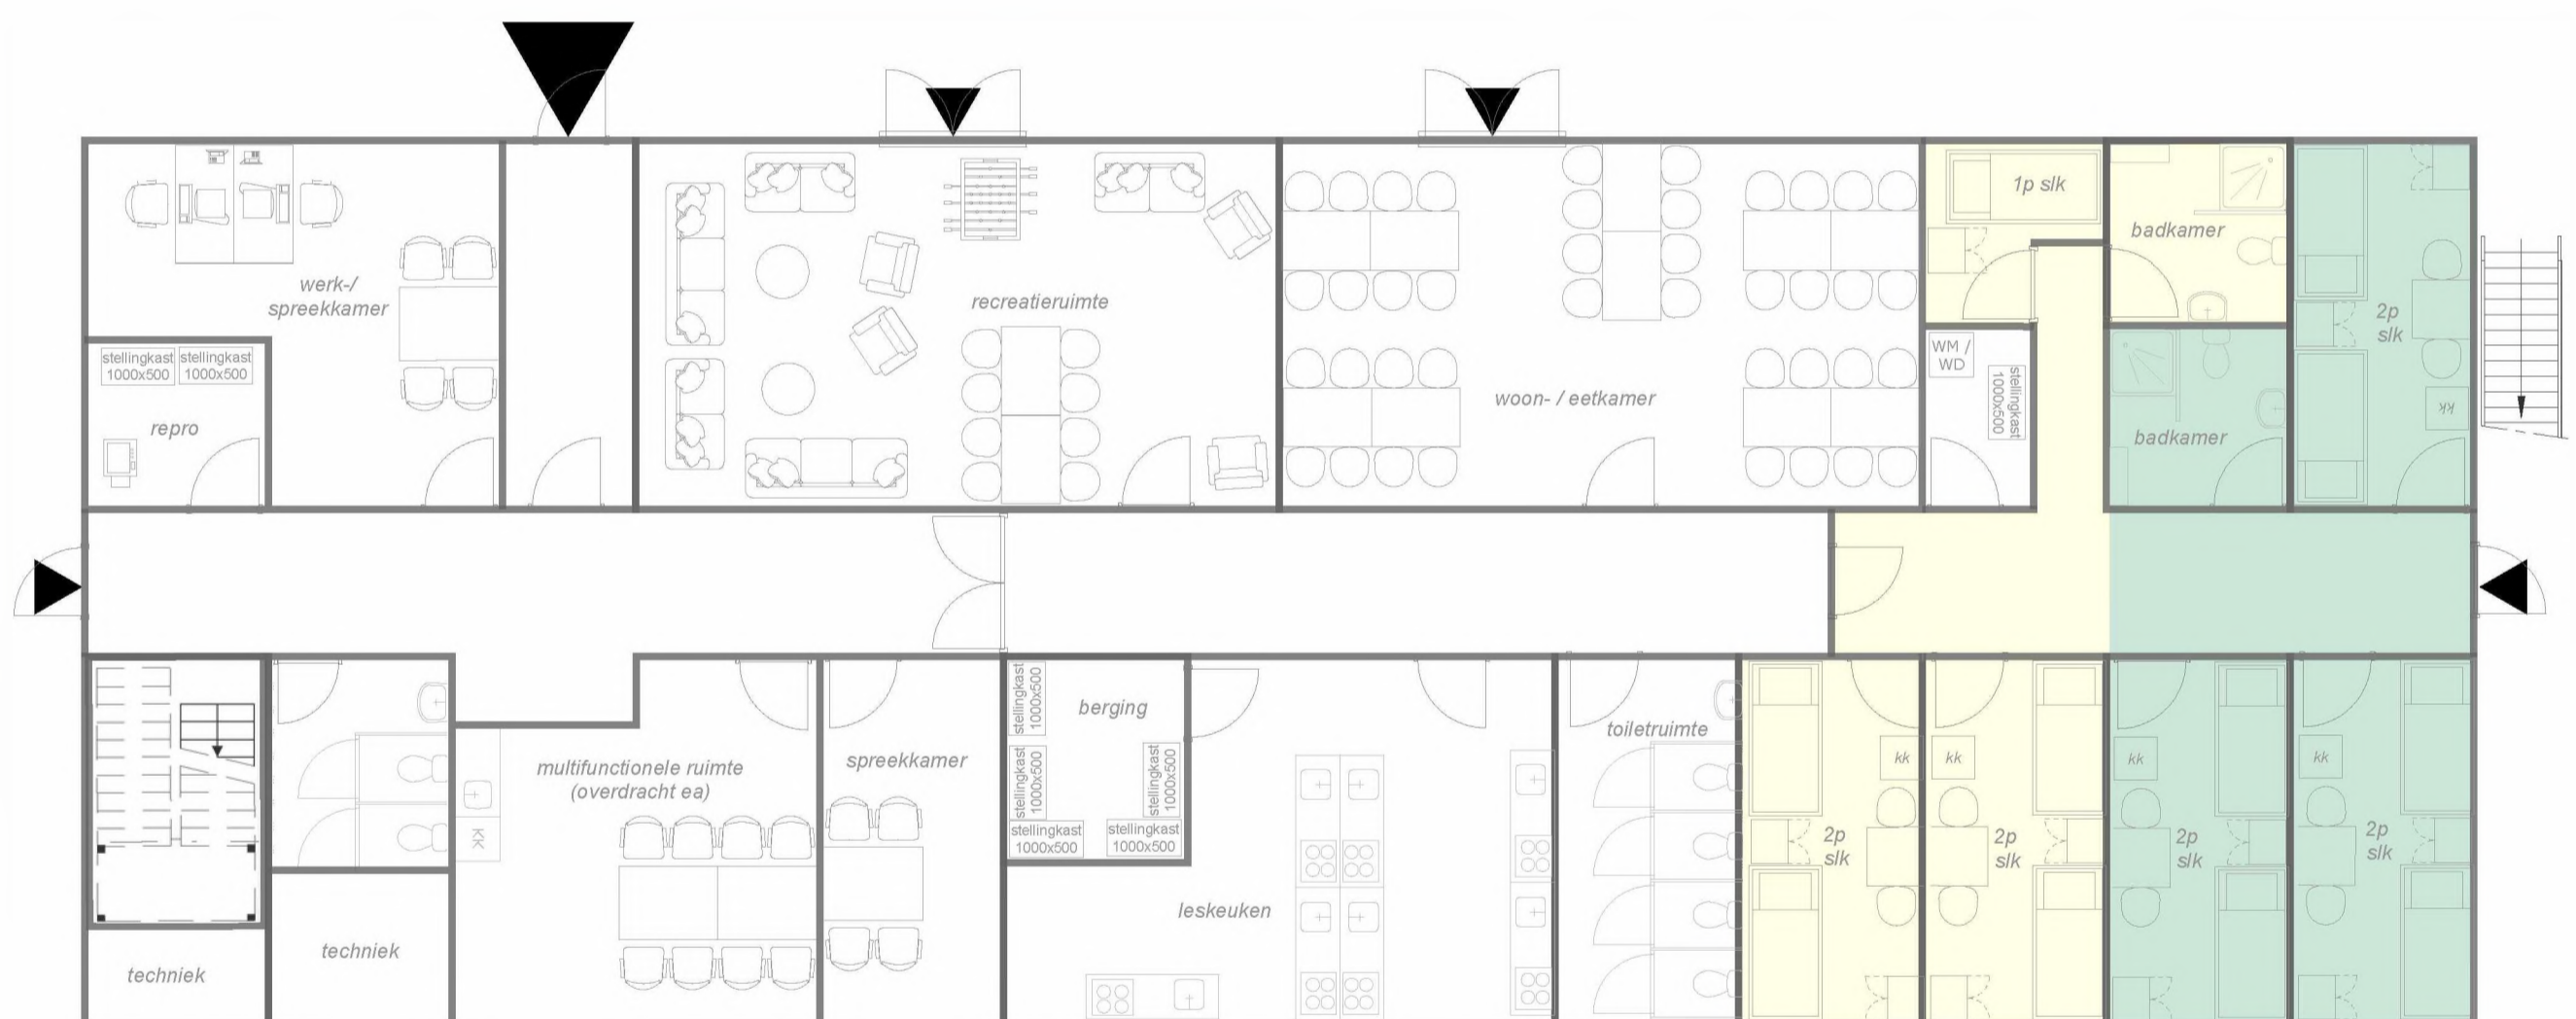 1p slk
badkamer
werk-/
spreekkamer
recreatieruimte
2p
slk
stellingkast
1000x500
stellingkast
1000x500
WM /
WD
stellingkast
1000x500
woon- / eetkamer
kk
repro
badkamer
stellingkast
1000x500
berging
toiletruimte
multifunctionele ruimte
(overdracht ea)
spreekkamer
stellingkast
1000x500
stellingkast
1000x500
kk
kk
kk
kk
KK
stellingkast
1000x500
stellingkast
1000x500
2p
slk
2p
slk
2p
slk
2p
slk
leskeuken
techniek
techniek